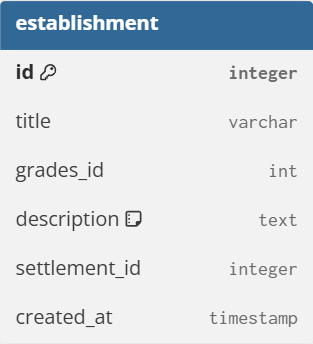 establishment
id integer
title varchar
grades_id int
description text
settlement_id integer
created_at timestamp